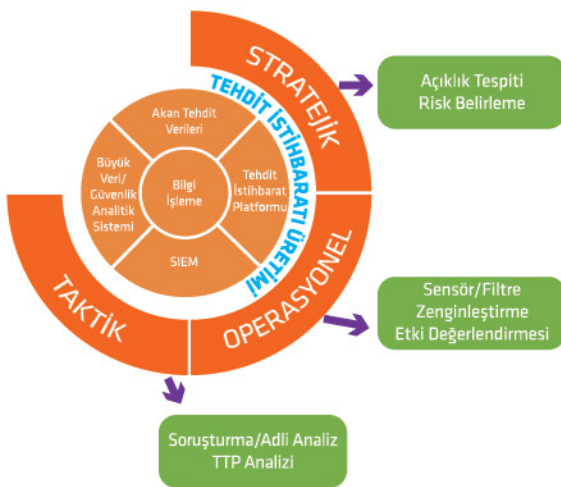 STRATEJİK
TEHDİT İSTİHBARATI ÜRETİMİ
Açıklık Tespiti
Risk Belirleme
Akan Tehdit
Verileri
Büyük
Veri/
Güvenlik
Analitik
Sistemi
Bilgi
İşleme
Tehdit
İstihbarat
Platformu
SIEM
OPERASYONEL
Sensör/Filtre
Zenginleştirme
Etki Değerlendirmesi
TAKTİK
Soruşturma/Adli Analiz
TTP Analizi